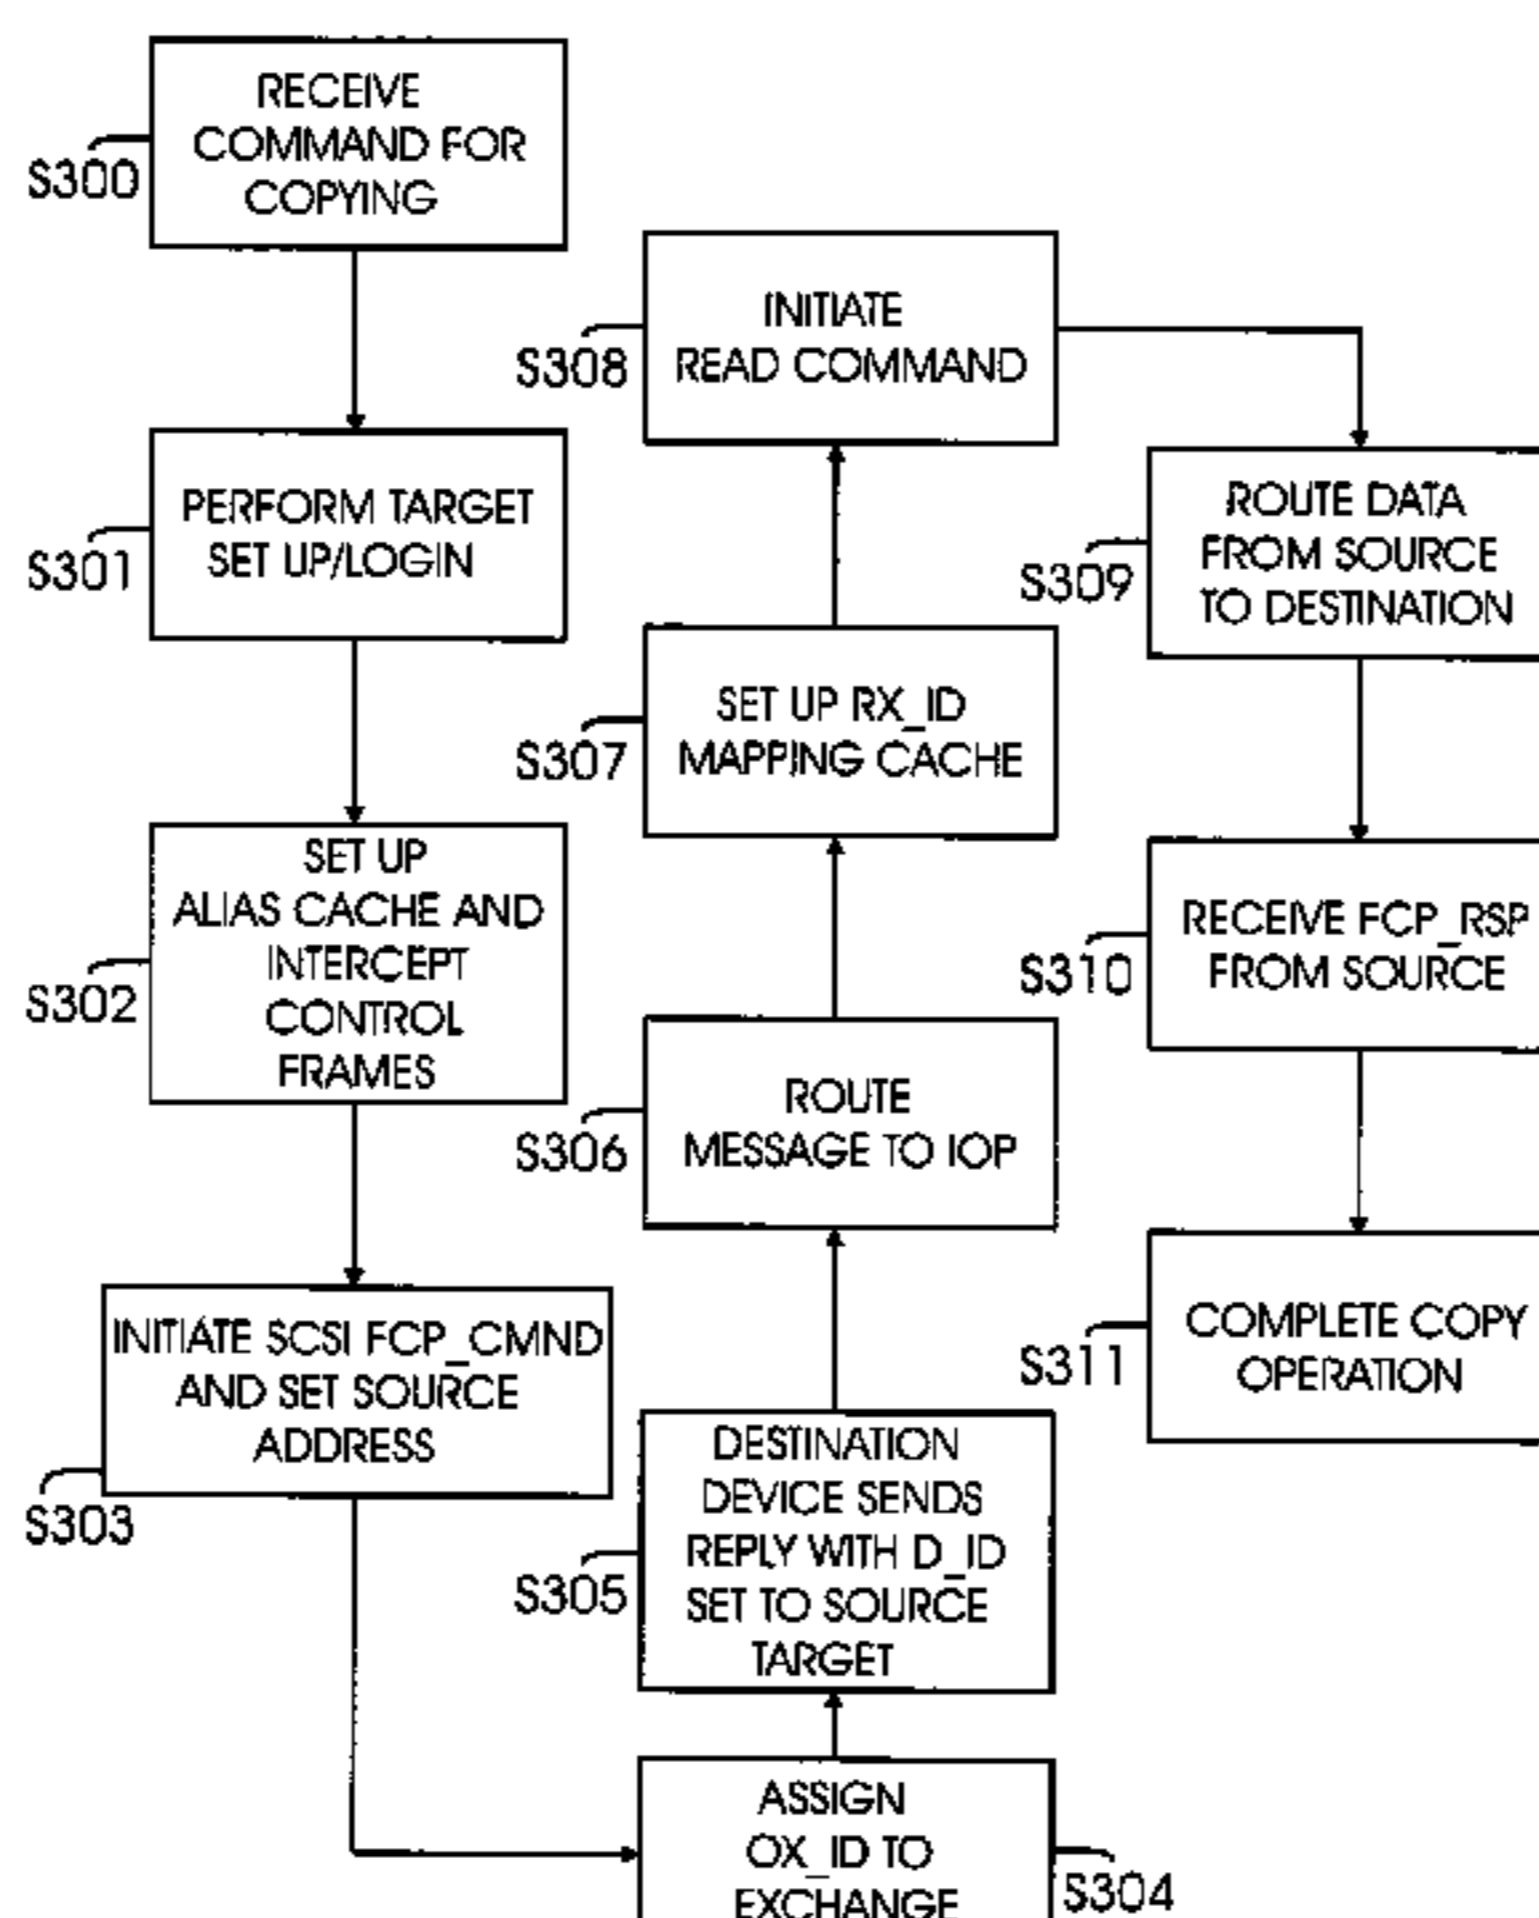 RECEIVE
COMMAND FOR
COPYING
S300
PERFORM TARGET
SET UP/LOGIN
S301
SET UP
ALIAS CACHE AND
INTERCEPT
CONTROL
FRAMES
S302
INITIATE SCSI FCP_CMND
AND SET SOURCE
ADDRESS
S303
ASSIGN
OX_ID TO
EXCHANGE
S304
DESTINATION
DEVICE SENDS
REPLY WITH D_ID
SET TO SOURCE
TARGET
S305
ROUTE
MESSAGE TO IOP
S306
SET UP RX_ID
MAPPING CACHE
S307
INITIATE
READ COMMAND
S308
ROUTE DATA
FROM SOURCE
TO DESTINATION
S309
RECEIVE FCP_RSP
FROM SOURCE
S310
COMPLETE COPY
OPERATION
S311